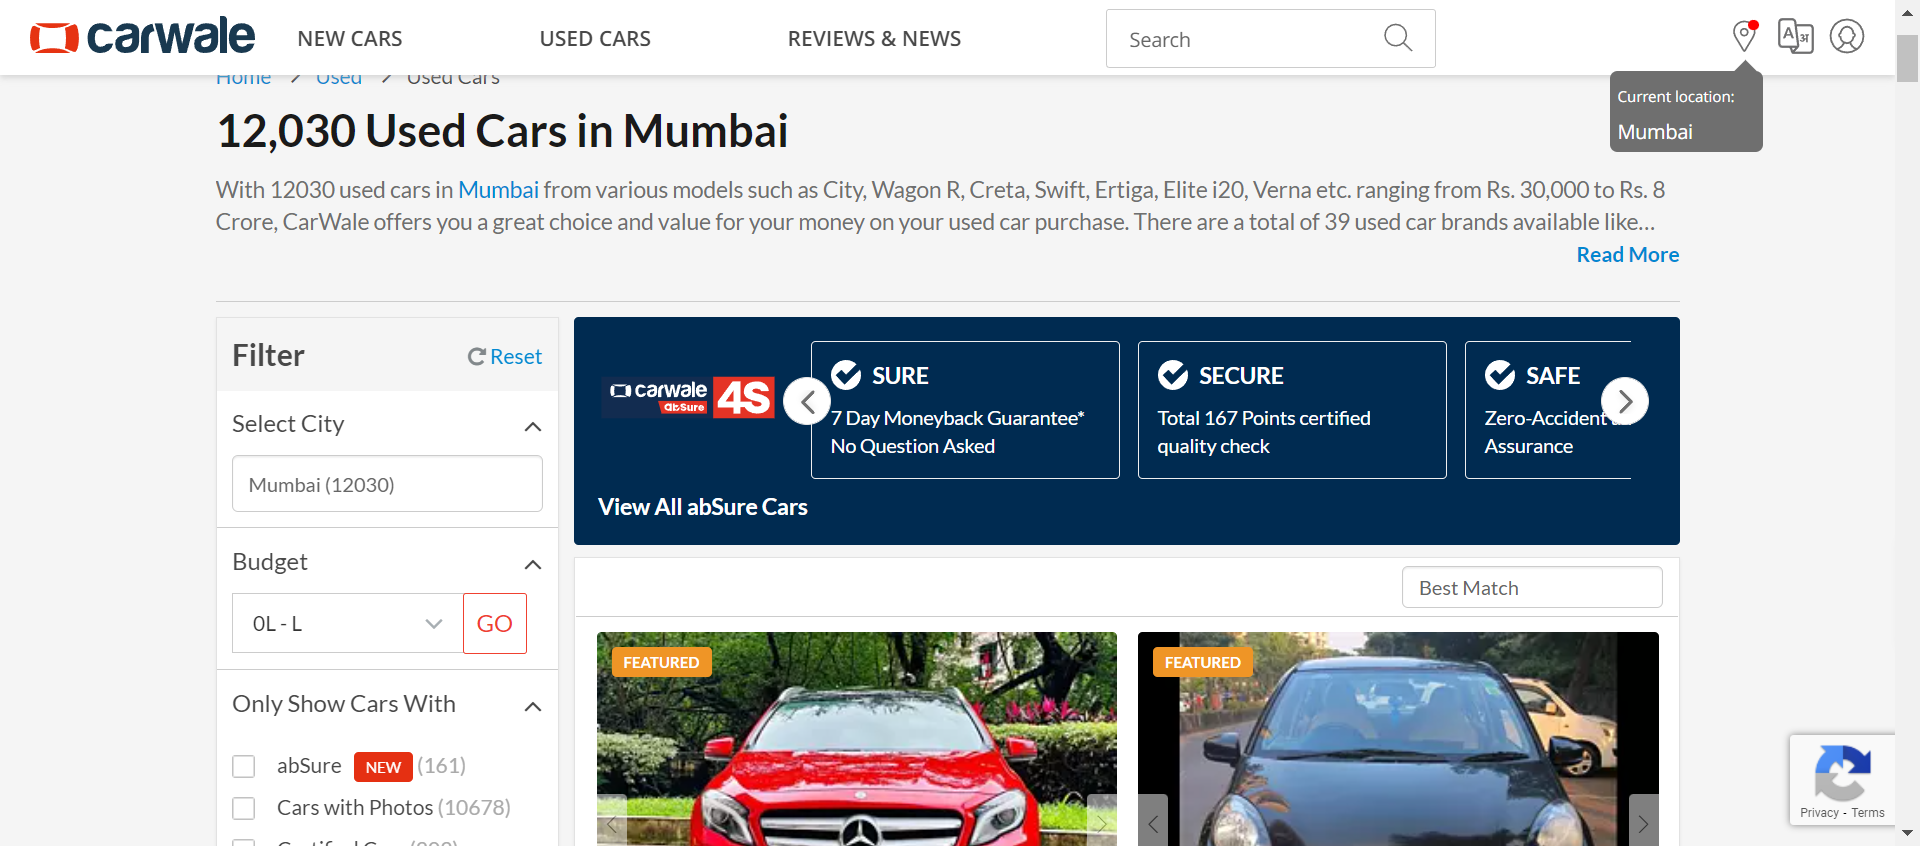 carwale NEW CARS USED CARS REVIEWS & NEWS Search
Current location:
Mumbai
Home / Used / Used Cars
12,030 Used Cars in Mumbai
With 12030 used cars in Mumbai from various models such as City, Wagon R, Creta, Swift, Ertiga, Elite i20, Verna etc. ranging from Rs. 30,000 to Rs. 8
Crore, CarWale offers you a great choice and value for your money on your used car purchase. There are a total of 39 used car brands available like...
Read More
Filter Reset
Select City
Mumbai (12030)
Budget
0L - L GO
Only Show Cars With
abSure NEW (161)
Cars with Photos (10678)
carwale
abSure
4S
SURE
7 Day Moneyback Guarantee*
No Question Asked
SECURE
Total 167 Points certified
quality check
SAFE
Zero-Accident
Assurance
View All abSure Cars
Best Match
FEATURED
FEATURED
Privacy - Terms